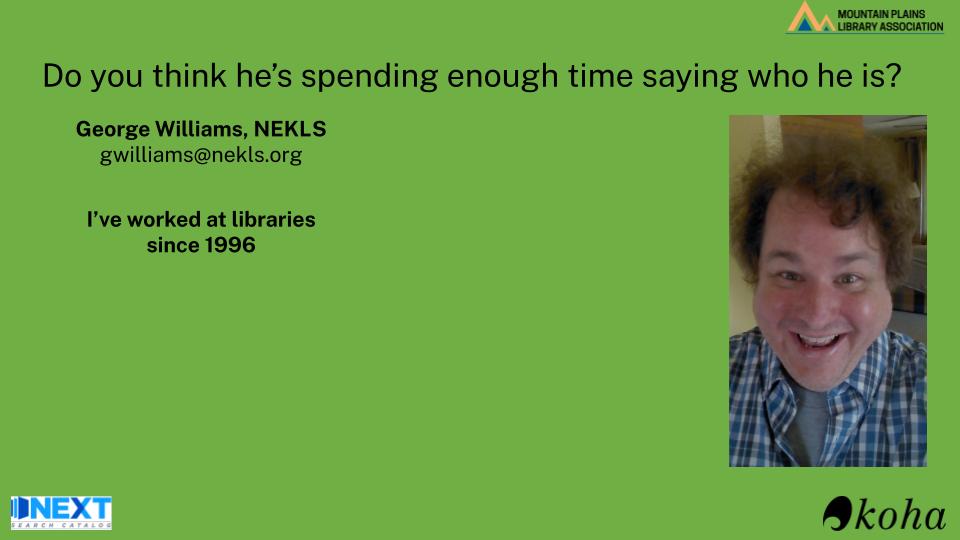 MOUNTAIN PLAINS
LIBRARY ASSOCIATION
Do you think he’s spending enough time saying who he is?
George Williams, NEKLS
gwilliams@nekls.org
I’ve worked at libraries
since 1996
NEXT
SEARCH CATALOG
koha